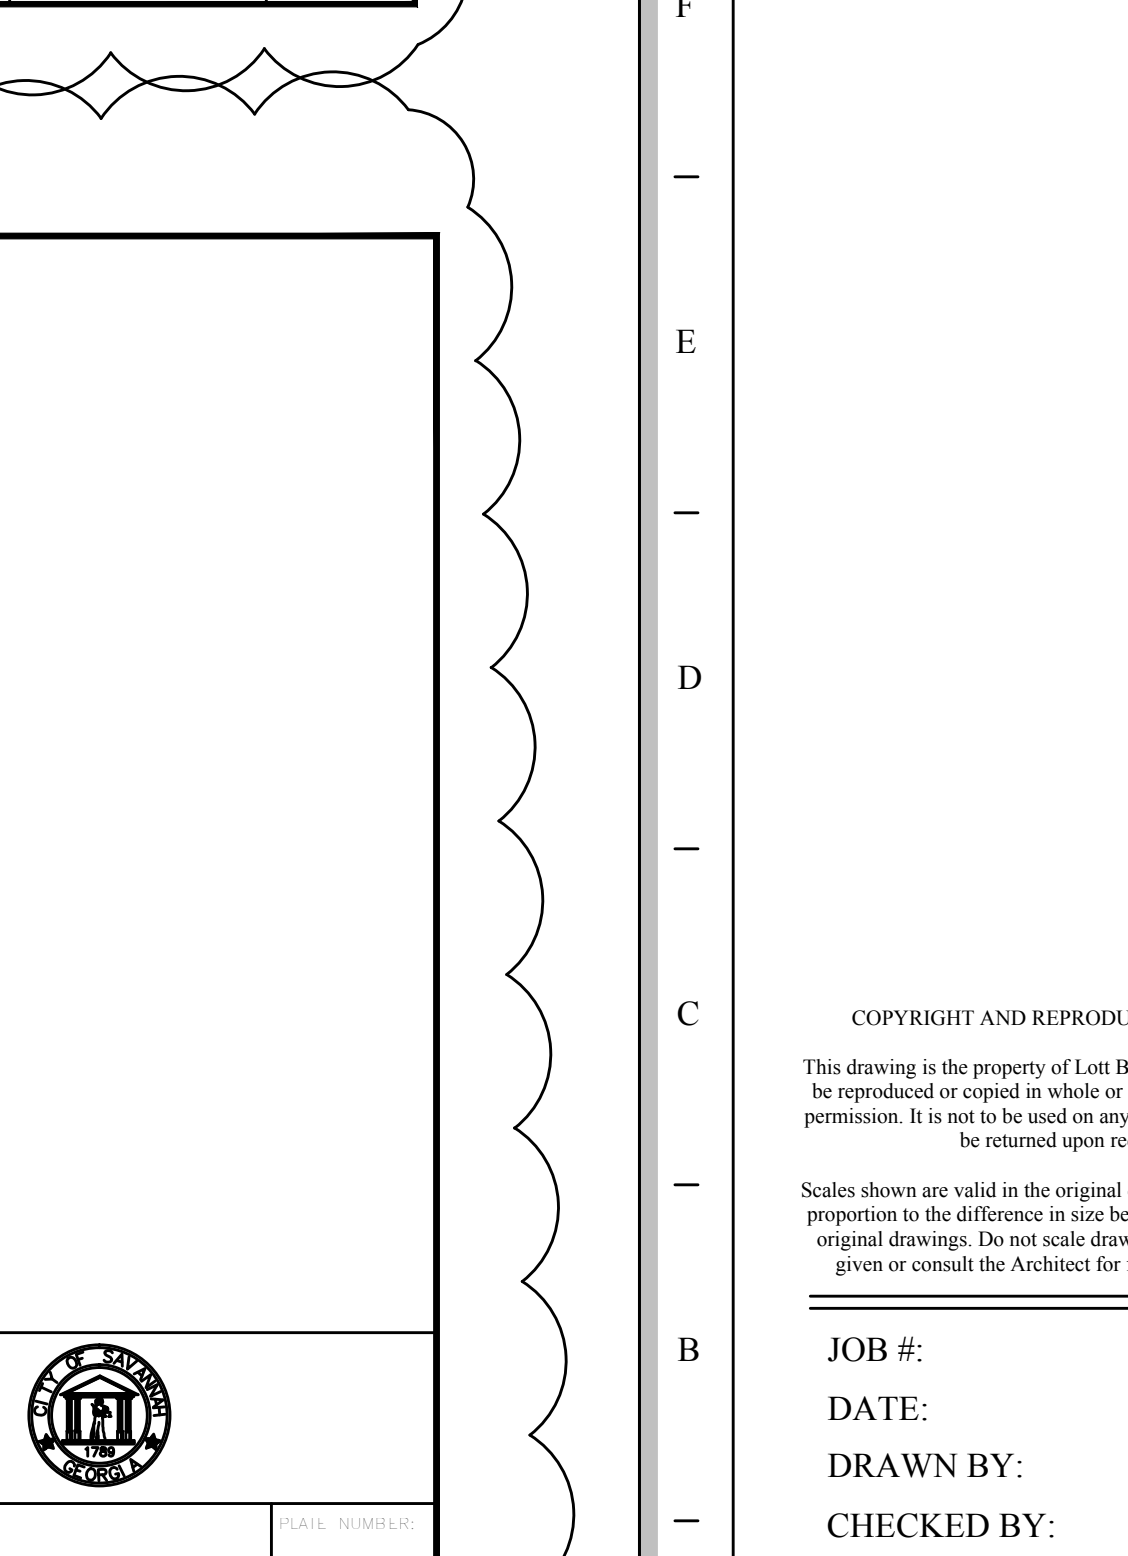 F
E
D
C
COPYRIGHT AND REPRODU
This drawing is the property of Lott B
be reproduced or copied in whole or
permission. It is not to be used on any
be returned upon re
Scales shown are valid in the original
proportion to the difference in size be
original drawings. Do not scale draw
given or consult the Architect for
B
JOB #:
DATE:
DRAWN BY:
CHECKED BY:
CITY OF SAVANNAH
1789
GEORGIA
PLATE NUMBER: